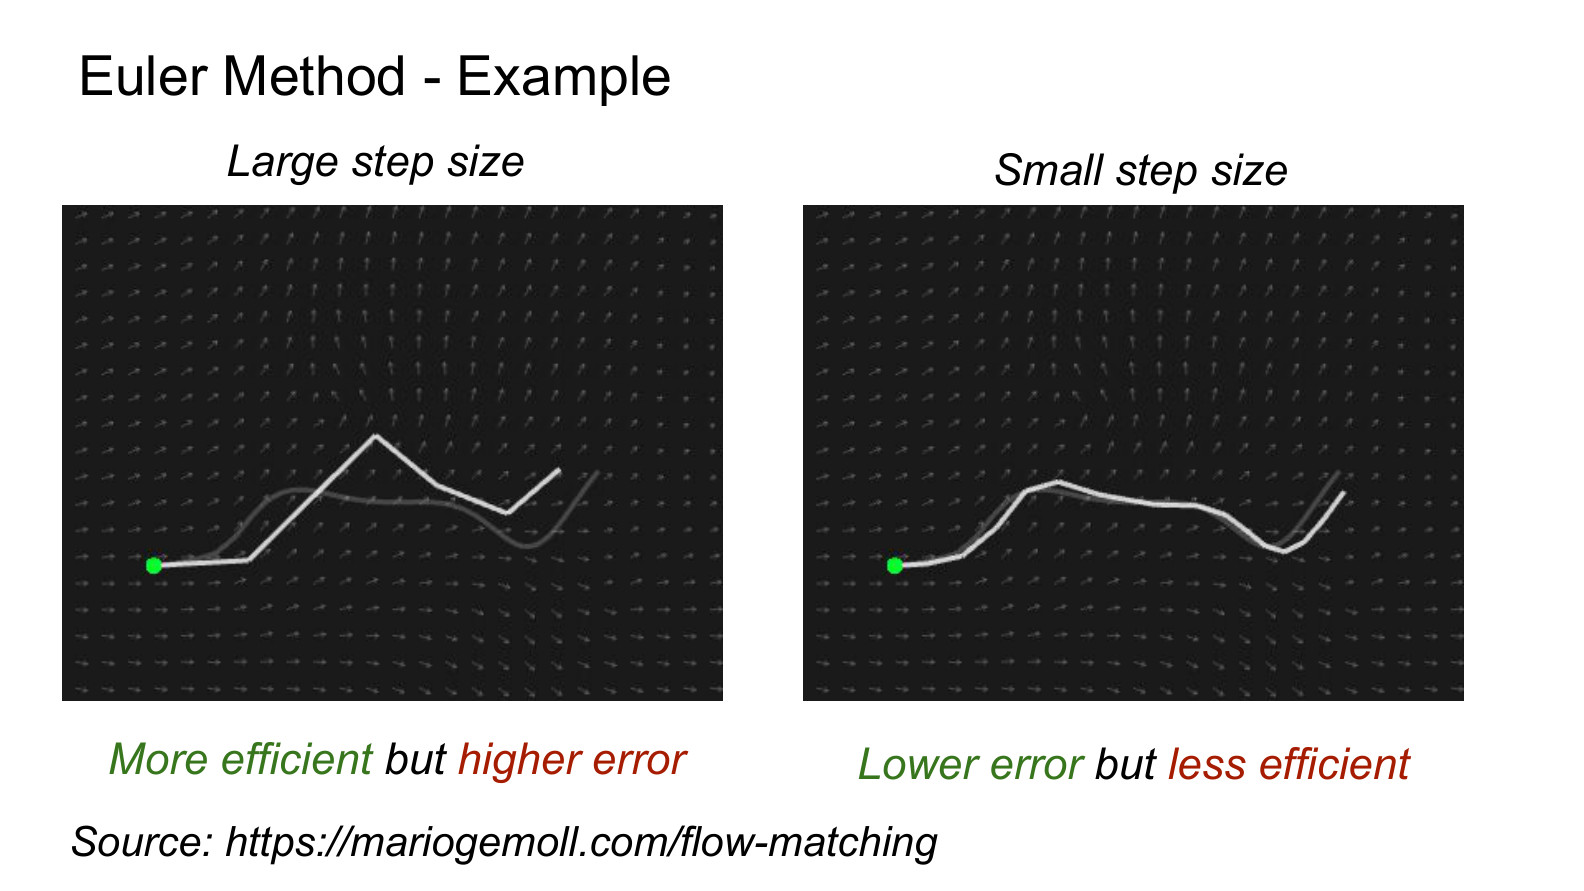 Euler Method - Example
Large step size
Small step size
More efficient but higher error
Lower error but less efficient
Source: https://mariogemoll.com/flow-matching